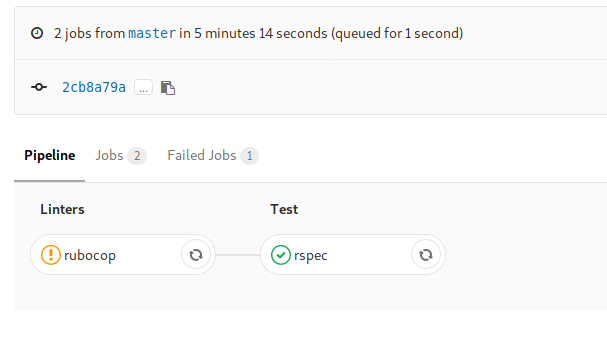 2 jobs from master in 5 minutes 14 seconds (queued for 1 second)
2cb8a79a ...
Pipeline Jobs 2 Failed Jobs 1
Linters Test
rubocop rspec